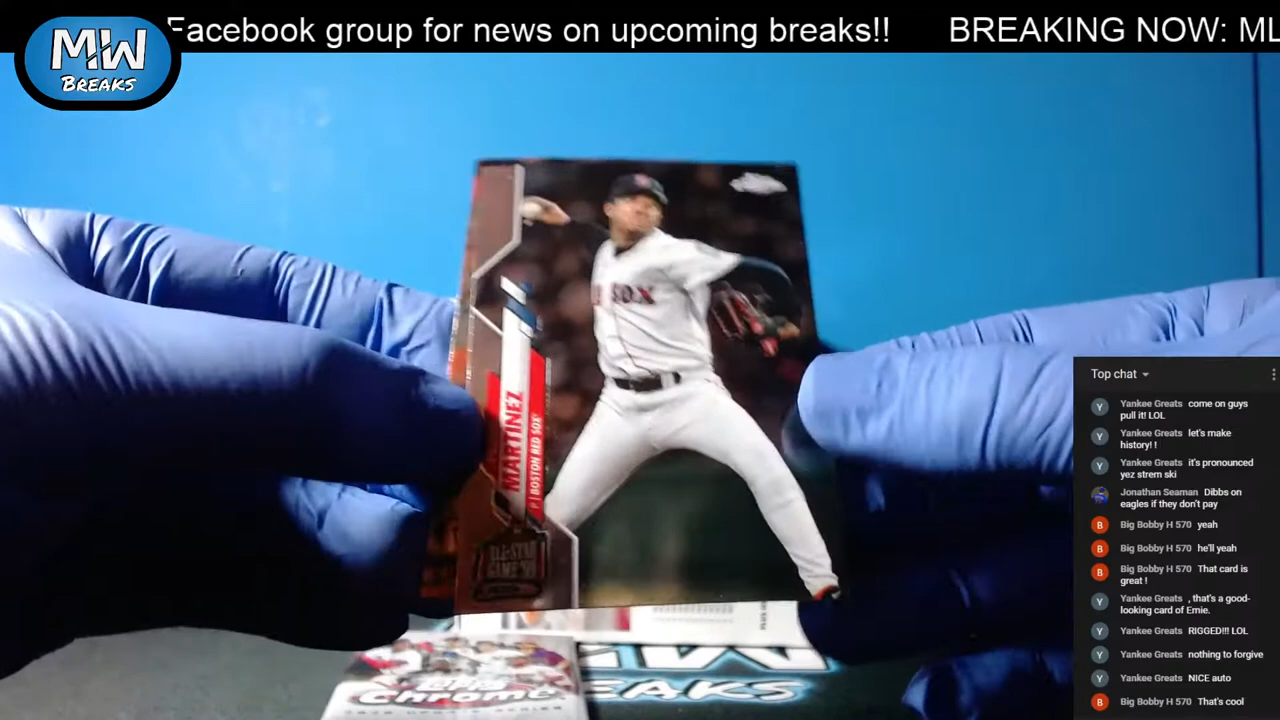 Facebook group for news on upcoming breaks!! BREAKING NOW: ML
MW
BREAKS
SOX
MARTINEZ
P | BOSTON RED SOX
ALL-STAR
GAME '99
Chrome
EAKS
Top chat
Y Yankee Greats come on guys
pull it! LOL
Y Yankee Greats let's make
history! !
Y Yankee Greats it's pronounced
yez strem ski
Jonathan Seaman Dibbs on
eagles if they don't pay
B Big Bobby H 570 yeah
B Big Bobby H 570 he'll yeah
B Big Bobby H 570 That card is
great !
Y Yankee Greats , that's a good-
looking card of Ernie.
Y Yankee Greats RIGGED!!! LOL
Y Yankee Greats nothing to forgive
Y Yankee Greats NICE auto
B Big Bobby H 570 That's cool